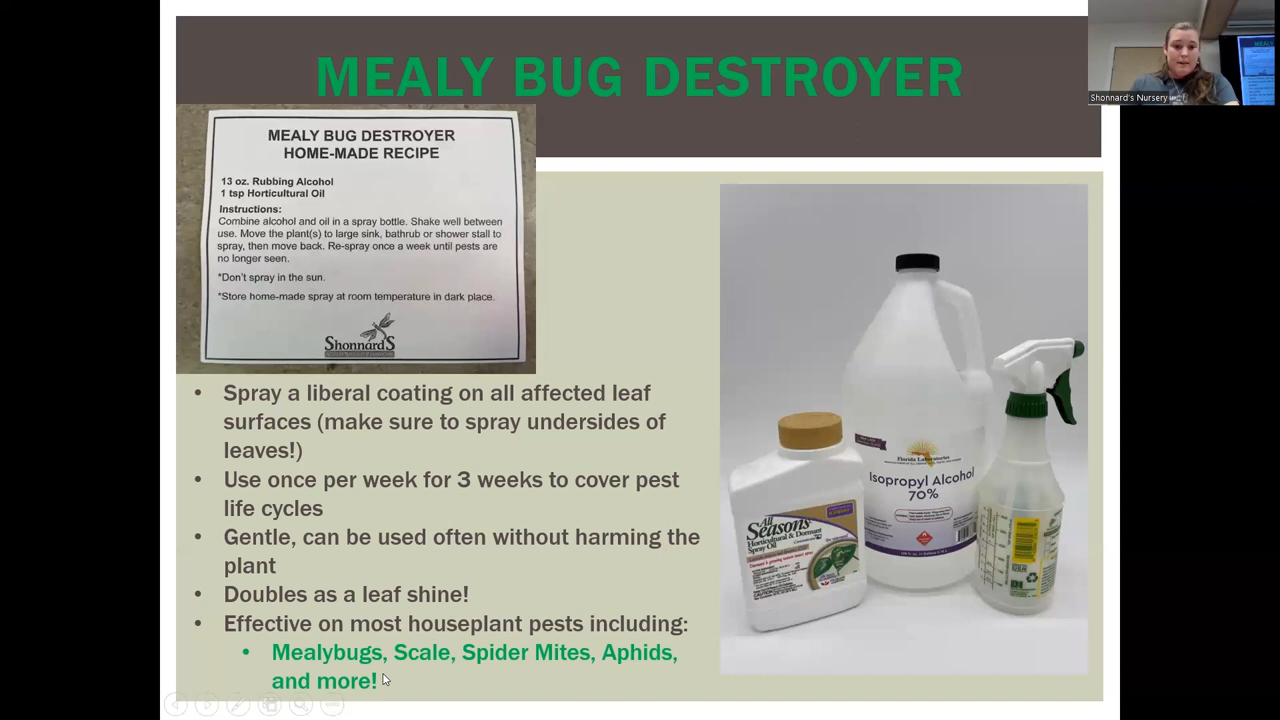 MEALY BUG DESTROYER
MEALY BUG DESTROYER
HOME-MADE RECIPE
13 oz. Rubbing Alcohol
1 tsp Horticultural Oil
Instructions:
Combine alcohol and oil in a spray bottle. Shake well between
use. Move the plant(s) to large sink, bathrub or shower stall to
spray, then move back. Re-spray once a week until pests are
no longer seen.
*Don't spray in the sun.
*Store home-made spray at room temperature in dark place.
Shonnard'S
• Spray a liberal coating on all affected leaf
surfaces (make sure to spray undersides of
leaves!)
• Use once per week for 3 weeks to cover pest
life cycles
• Gentle, can be used often without harming the
plant
• Doubles as a leaf shine!
• Effective on most houseplant pests including:
• Mealybugs, Scale, Spider Mites, Aphids,
and more!
All
Seasons
Horticultural & Dormant
Spray Oil
Florida Laboratories
Isopropyl Alcohol
70%
Shonnard's Nursery
MEALY